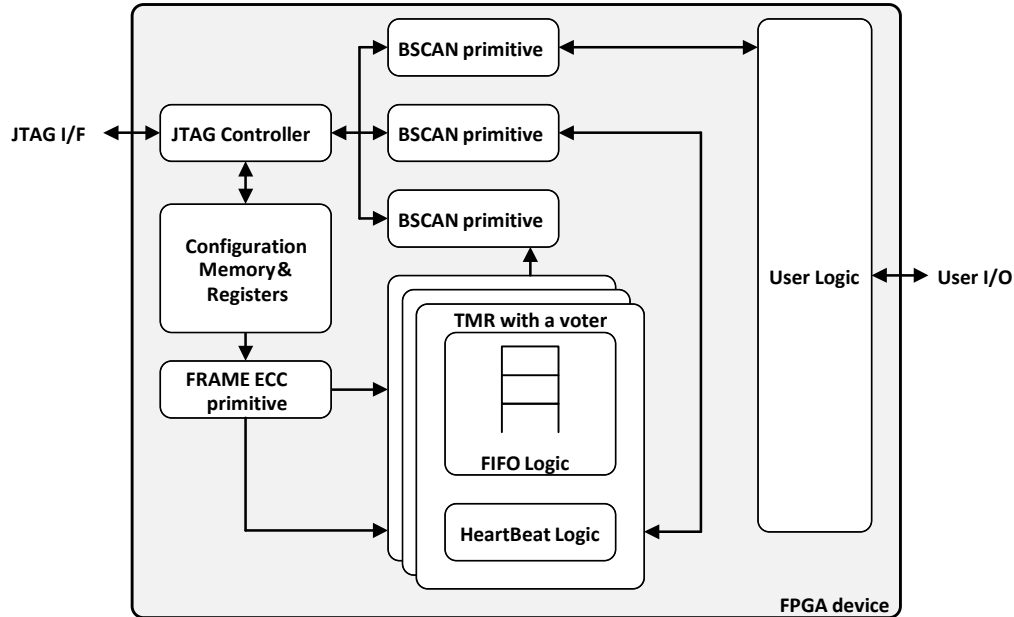 BSCAN primitive
JTAG I/F
JTAG Controller
BSCAN primitive
BSCAN primitive
Configuration
Memory &
Registers
User Logic
User I/O
TMR with a voter
FRAME ECC
primitive
FIFO Logic
HeartBeat Logic
FPGA device